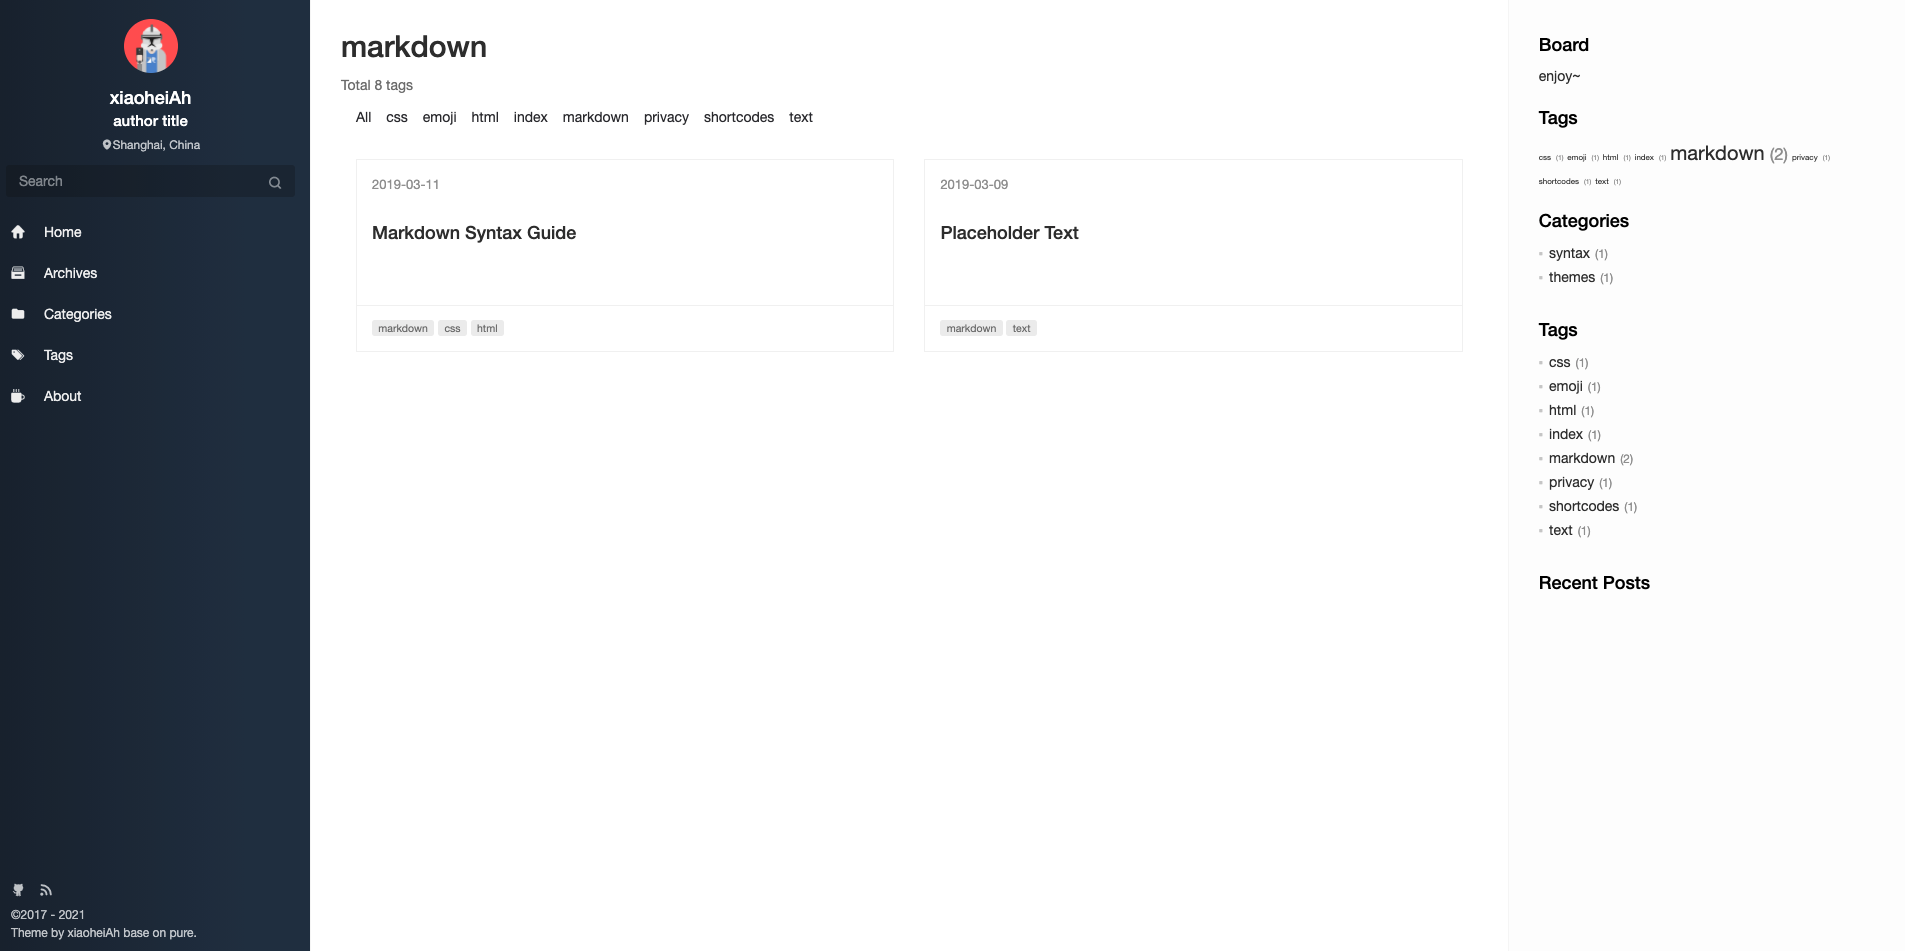 xiaoheiAh
author title
Shanghai, China
Search
Home
Archives
Categories
Tags
About
©2017 - 2021
Theme by xiaoheiAh base on pure.
markdown
Total 8 tags
All css emoji html index markdown privacy shortcodes text
2019-03-11
Markdown Syntax Guide
markdown css html
2019-03-09
Placeholder Text
markdown text
Board
enjoy~
Tags
css (1) emoji (1) html (1) index (1) markdown (2) privacy (1)
shortcodes (1) text (1)
Categories
syntax (1)
themes (1)
Tags
css (1)
emoji (1)
html (1)
index (1)
markdown (2)
privacy (1)
shortcodes (1)
text (1)
Recent Posts